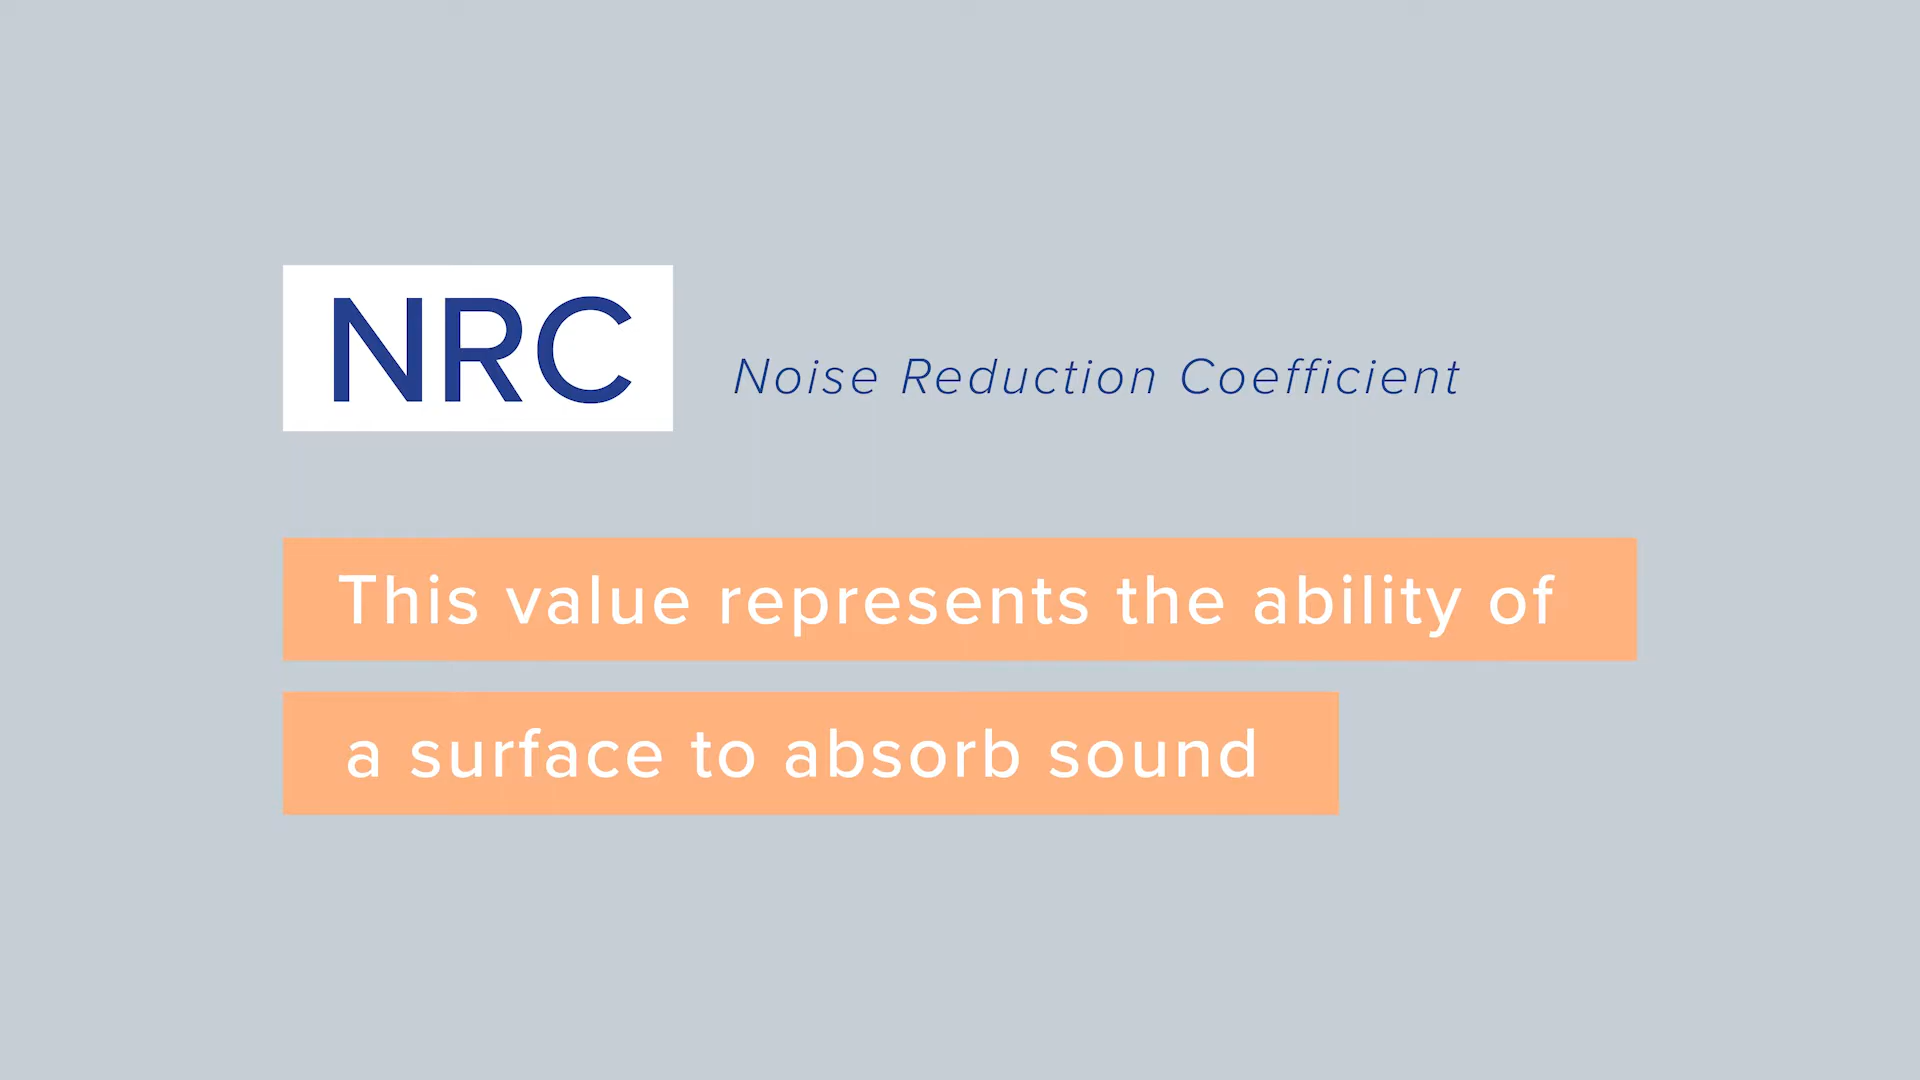 NRC
Noise Reduction Coefficient
This value represents the ability of
a surface to absorb sound